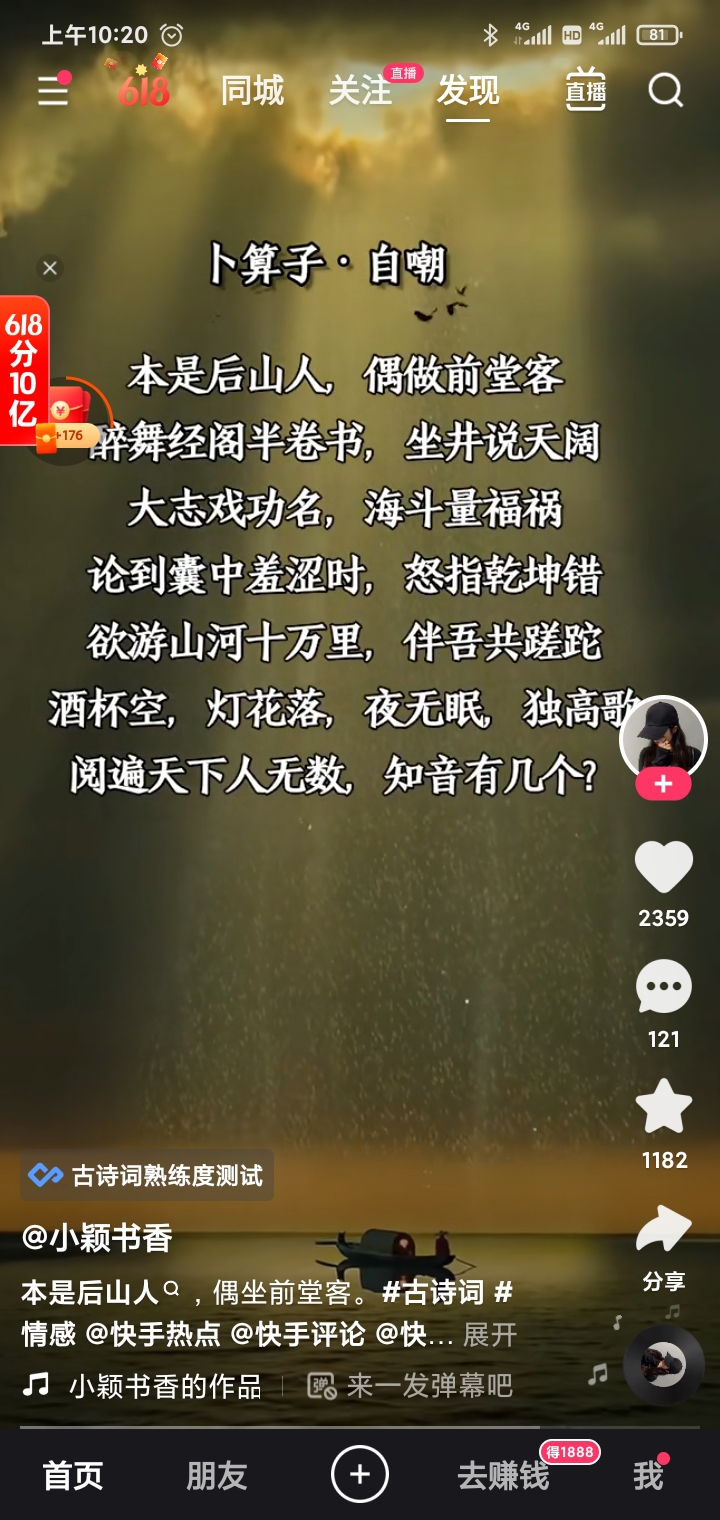 上午10:20 4G HD 4G 81
618 同城 关注 直播 发现 直播
卜算子·自嘲
618
分
10
亿
+176
本是后山人,偶做前堂客
醉舞经阁半卷书,坐井说天阔
大志戏功名,海斗量福祸
论到囊中羞涩时,怒指乾坤错
欲游山河十万里,伴吾共蹉跎
酒杯空,灯花落,夜无眠,独高歌
阅遍天下人无数,知音有几个?
2359
121
1182
分享
古诗词熟练度测试
@小颖书香
本是后山人,偶坐前堂客。#古诗词 #
情感 @快手热点 @快手评论 @快... 展开
小颖书香的作品 弹 来一发弹幕吧
得1888
首页 朋友 去赚钱 我